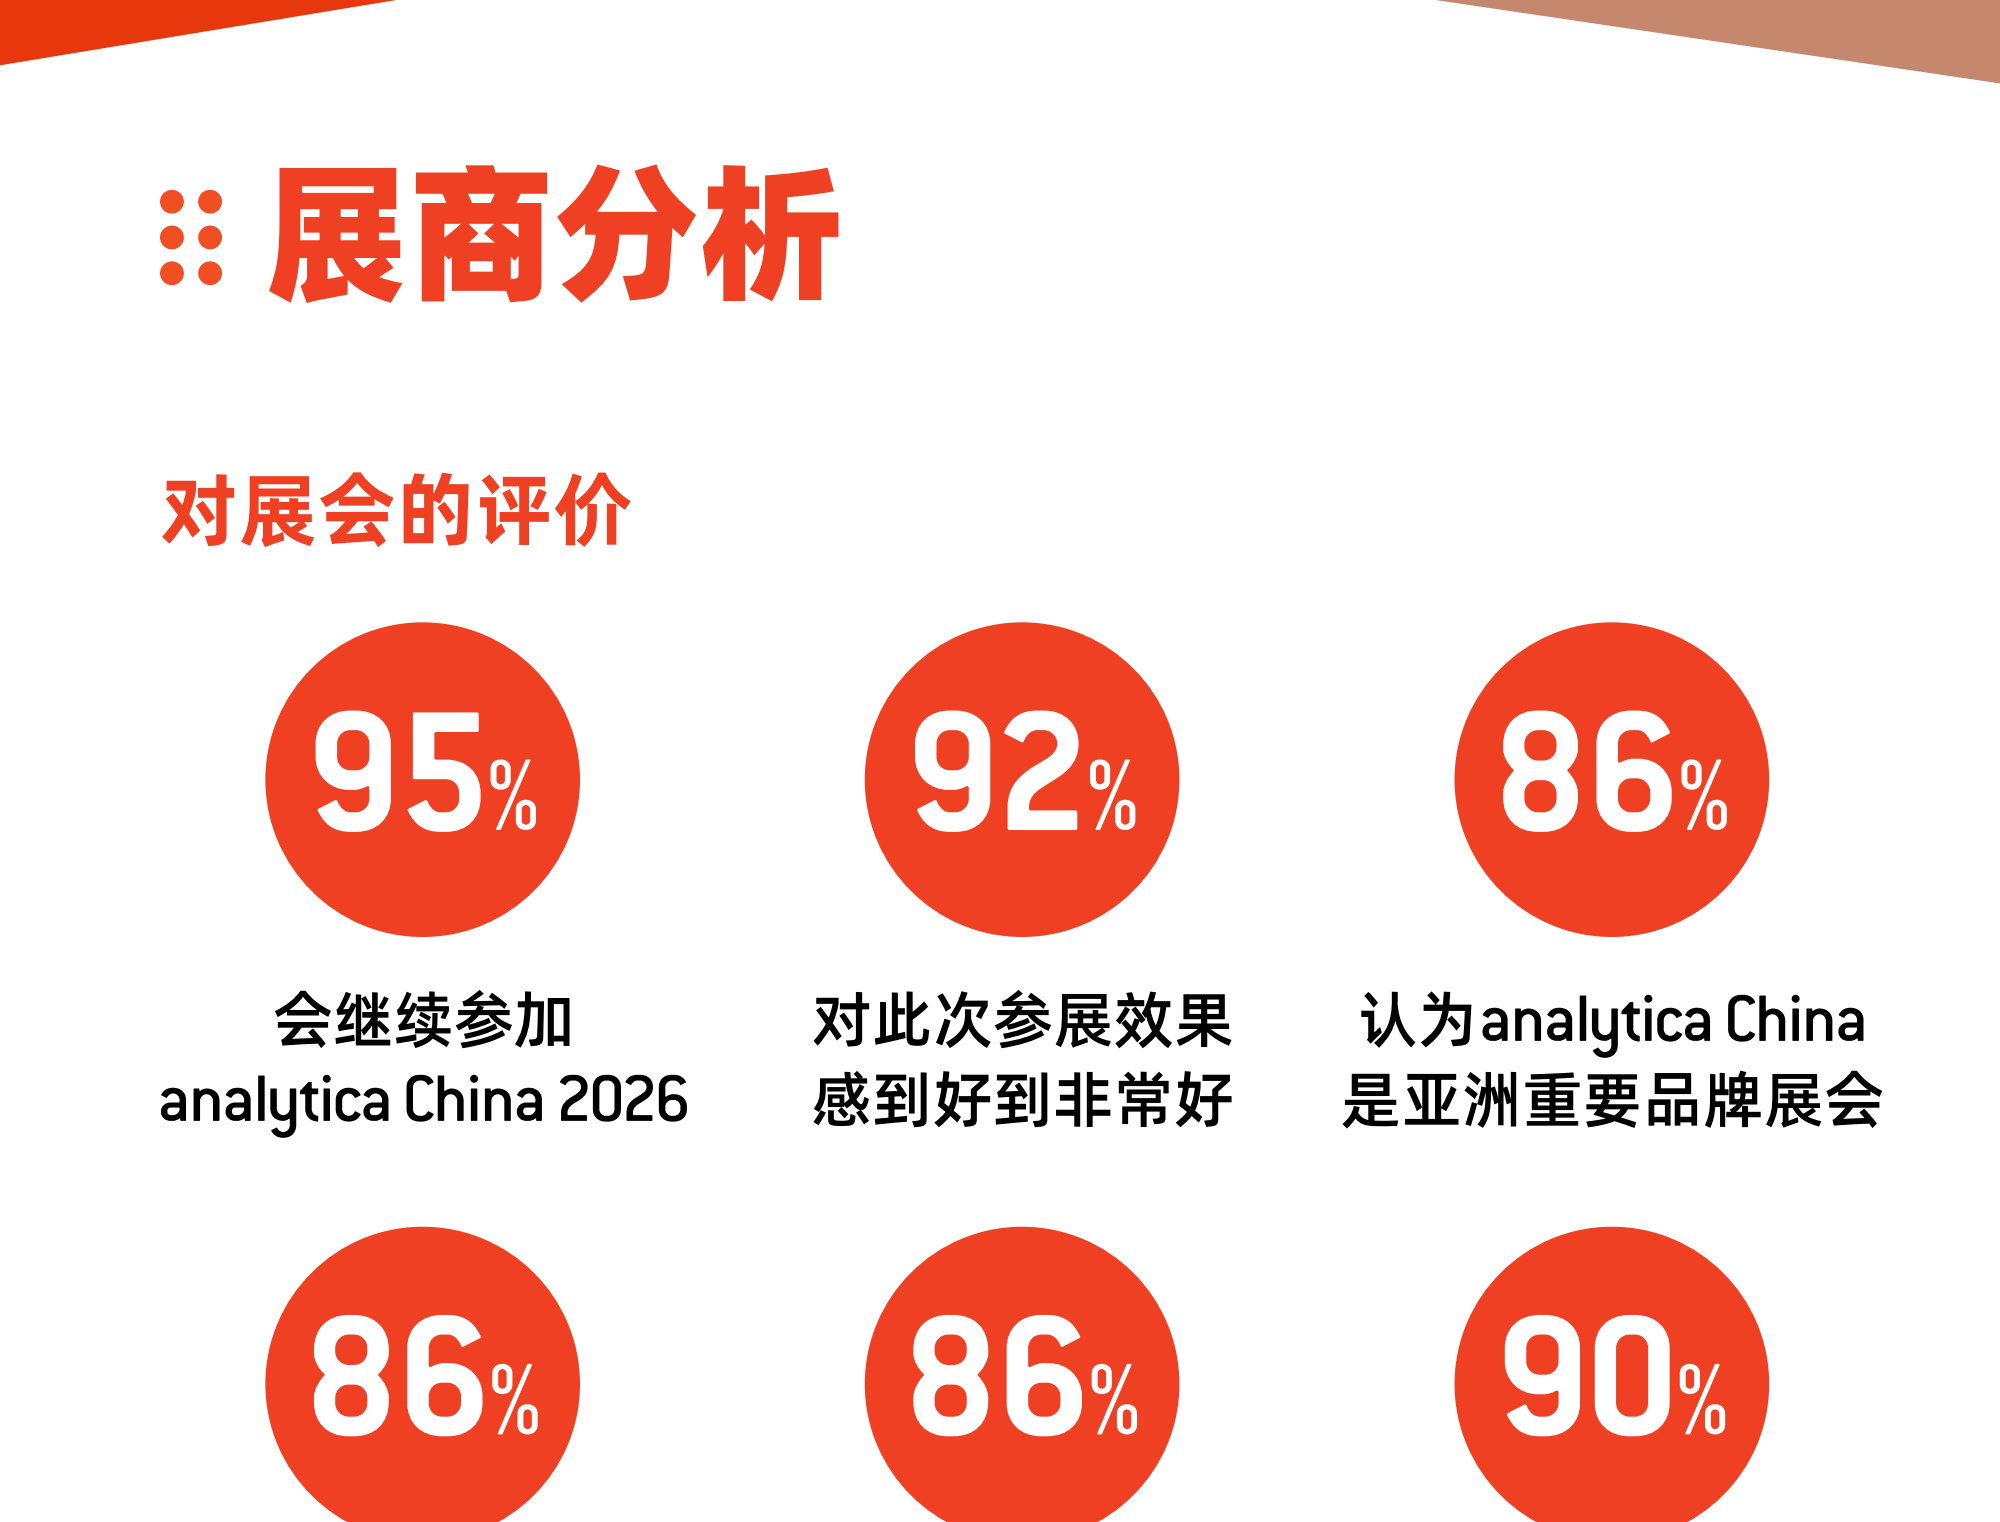 展商分析
对展会的评价
95%
92%
86%
会继续参加
analytica China 2026
对此次参展效果
感到好到非常好
认为analytica China
是亚洲重要品牌展会
86%
86%
90%